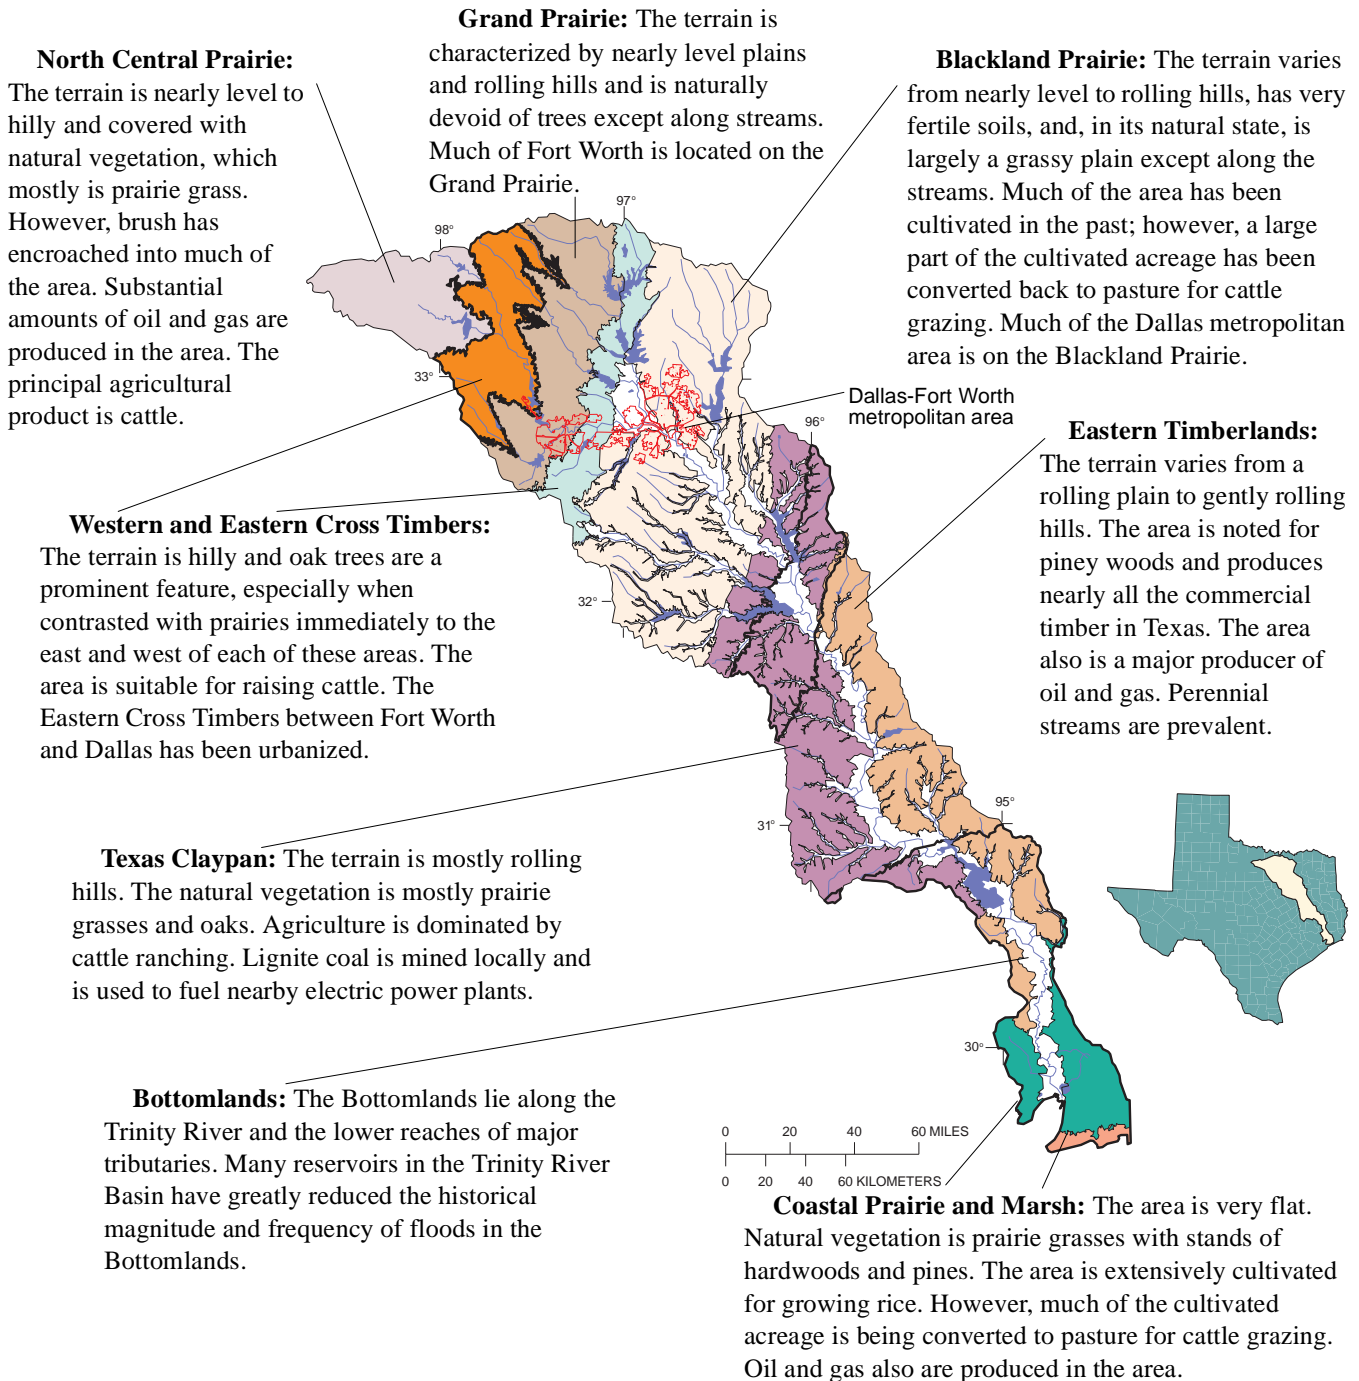 Grand Prairie: The terrain is
characterized by nearly level plains
and rolling hills and is naturally
devoid of trees except along streams.
Much of Fort Worth is located on the
Grand Prairie.
North Central Prairie:
The terrain is nearly level to
hilly and covered with
natural vegetation, which
mostly is prairie grass.
However, brush has
encroached into much of
the area. Substantial
amounts of oil and gas are
produced in the area. The
principal agricultural
product is cattle.
Blackland Prairie: The terrain varies
from nearly level to rolling hills, has very
fertile soils, and, in its natural state, is
largely a grassy plain except along the
streams. Much of the area has been
cultivated in the past; however, a large
part of the cultivated acreage has been
converted back to pasture for cattle
grazing. Much of the Dallas metropolitan
area is on the Blackland Prairie.
97°
98°
33°
Dallas-Fort Worth
metropolitan area
96°
Eastern Timberlands:
The terrain varies from a
rolling plain to gently rolling
hills. The area is noted for
piney woods and produces
nearly all the commercial
timber in Texas. The area
also is a major producer of
oil and gas. Perennial
streams are prevalent.
Western and Eastern Cross Timbers:
The terrain is hilly and oak trees are a
prominent feature, especially when
contrasted with prairies immediately to the
east and west of each of these areas. The
area is suitable for raising cattle. The
Eastern Cross Timbers between Fort Worth
and Dallas has been urbanized.
32°
95°
31°
Texas Claypan: The terrain is mostly rolling
hills. The natural vegetation is mostly prairie
grasses and oaks. Agriculture is dominated by
cattle ranching. Lignite coal is mined locally and
is used to fuel nearby electric power plants.
30°
Bottomlands: The Bottomlands lie along the
Trinity River and the lower reaches of major
tributaries. Many reservoirs in the Trinity River
Basin have greatly reduced the historical
magnitude and frequency of floods in the
Bottomlands.
0 20 40 60 MILES
0 20 40 60 KILOMETERS
Coastal Prairie and Marsh: The area is very flat.
Natural vegetation is prairie grasses with stands of
hardwoods and pines. The area is extensively cultivated
for growing rice. However, much of the cultivated
acreage is being converted to pasture for cattle grazing.
Oil and gas also are produced in the area.